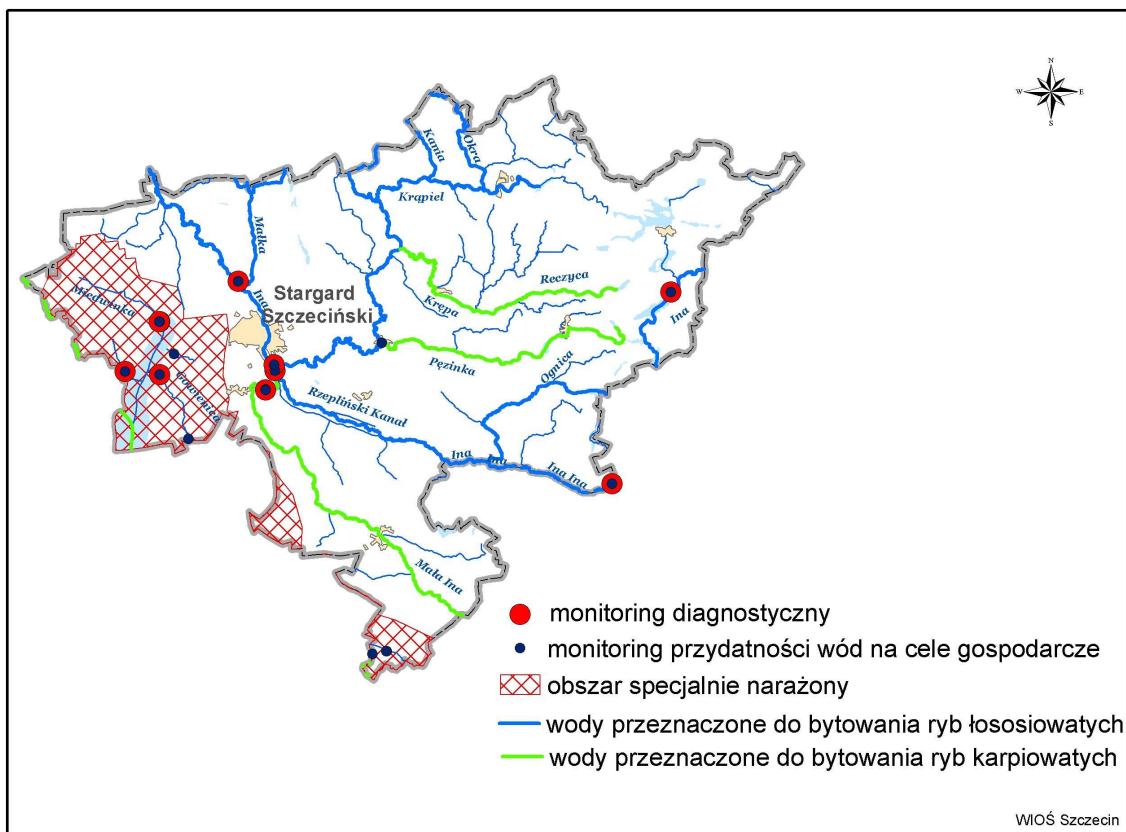 N
W E
S
Kania
Okra
Krąpiel
Małka
Ina
Stargard
Szczeciński
Reczyca
Krępa
Miedwinka
Gowienica
Pęzinka
Ognica
Ina
Rzepliński Kanał
Ina Ina
Ina Ina
Mała Ina
monitoring diagnostyczny
monitoring przydatności wód na cele gospodarcze
obszar specjalnie narażony
wody przeznaczone do bytowania ryb łososiowatych
wody przeznaczone do bytowania ryb karpiowatych
WIOŚ Szczecin